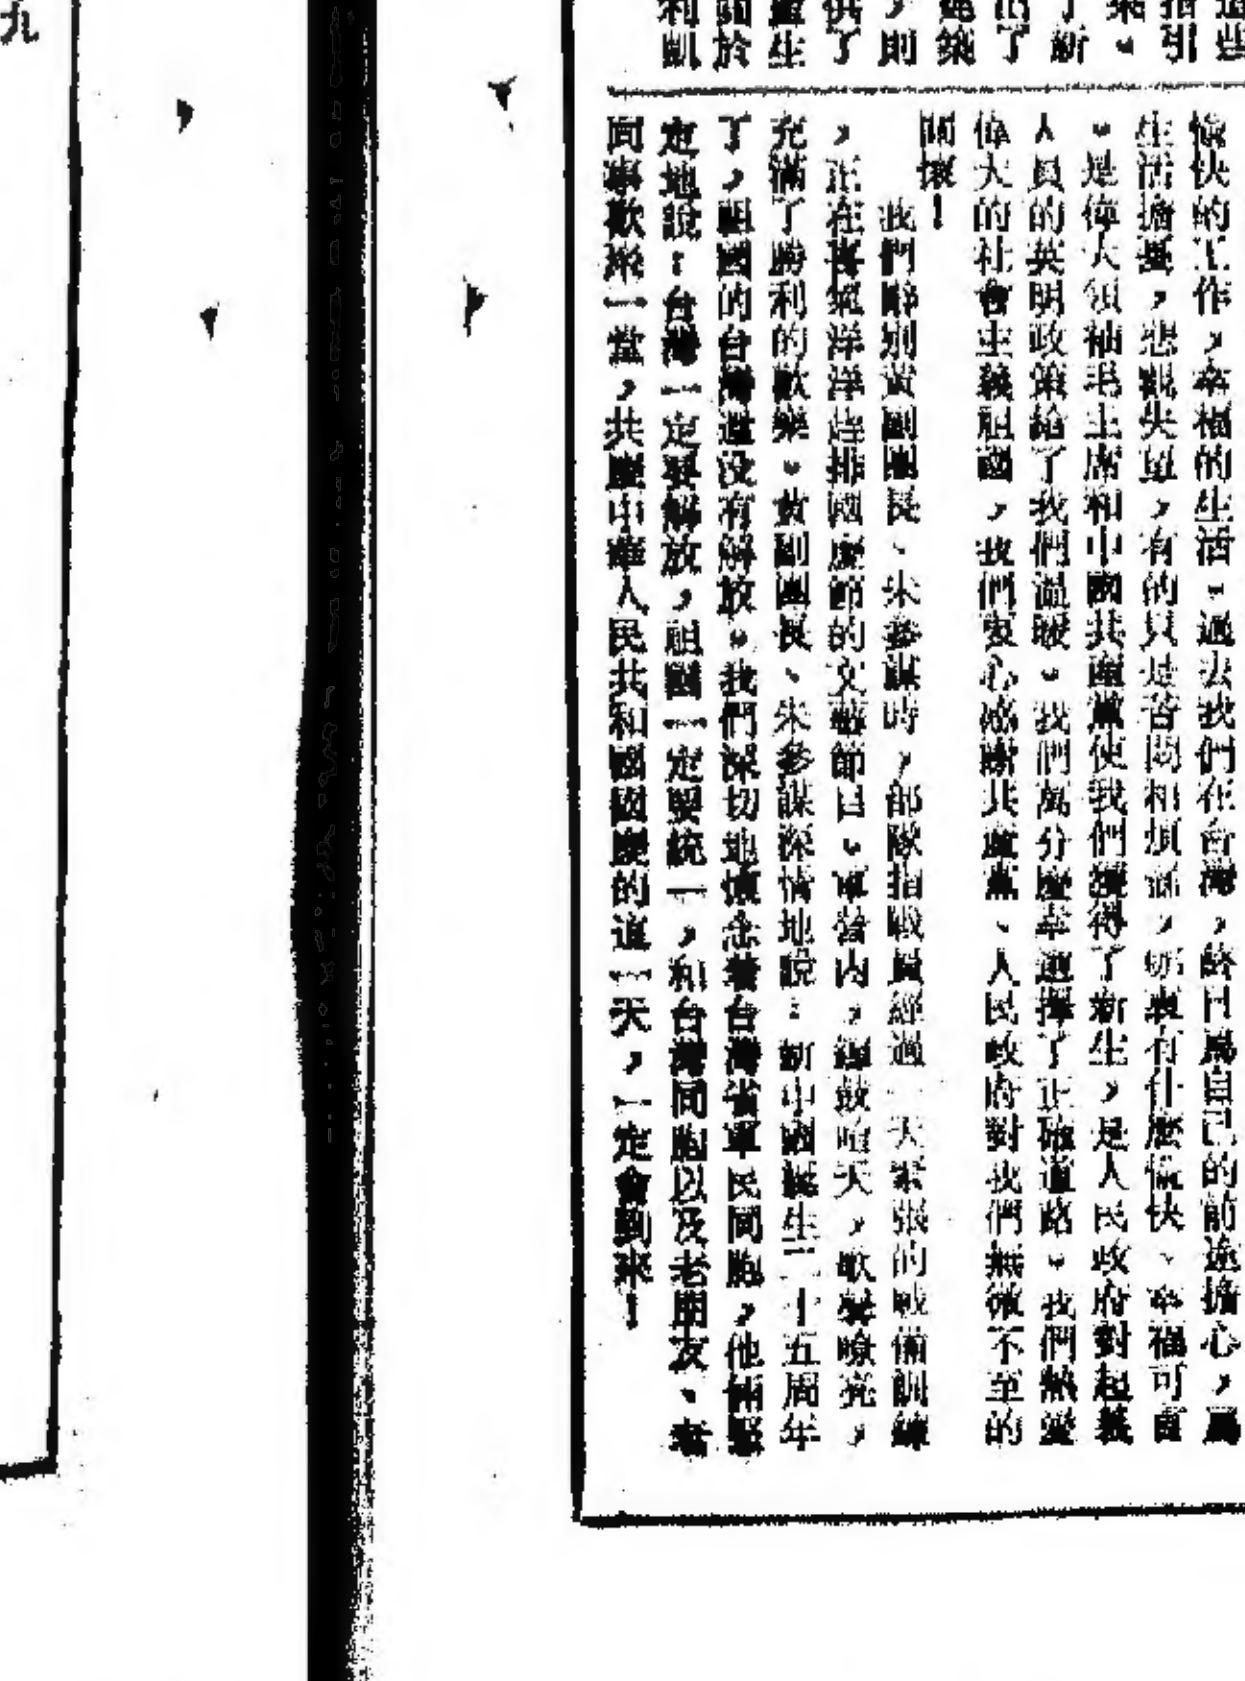 愉快的工作，幸福的生活。過去我們在台灣，終日爲自己的前途擔心，爲
生活擔憂，悲觀失望，有的只是苦悶和煩惱，哪裏有什麽愉快、幸福可言
。是偉大領袖毛主席和中國共產黨使我們獲得了新生，是人民政府對起義
人員的英明政策給了我們溫暖。我們萬分慶幸選擇了正確道路。我們熱愛
偉大的社會主義祖國，我們衷心感謝共產黨、人民政府對我們無微不至的
關懷！
我們辭別黃副團長、朱參謀時，部隊指戰員經過一天緊張的戰備訓練
，正在喜氣洋洋地排國慶節的文藝節目。軍營內，鑼鼓喧天，歌聲嘹亮，
充滿了勝利的歡樂。黃副團長、朱參謀深情地說：新中國誕生二十五周年
了，祖國的台灣還没有解放。我們深切地懷念着台灣省軍民同胞，他倆堅
定地說：台灣一定要解放，祖國一定要統一，和台灣同胞以及老朋友、老
同事歡聚一堂，共慶中華人民共和國國慶的這一天，一定會到來！
九